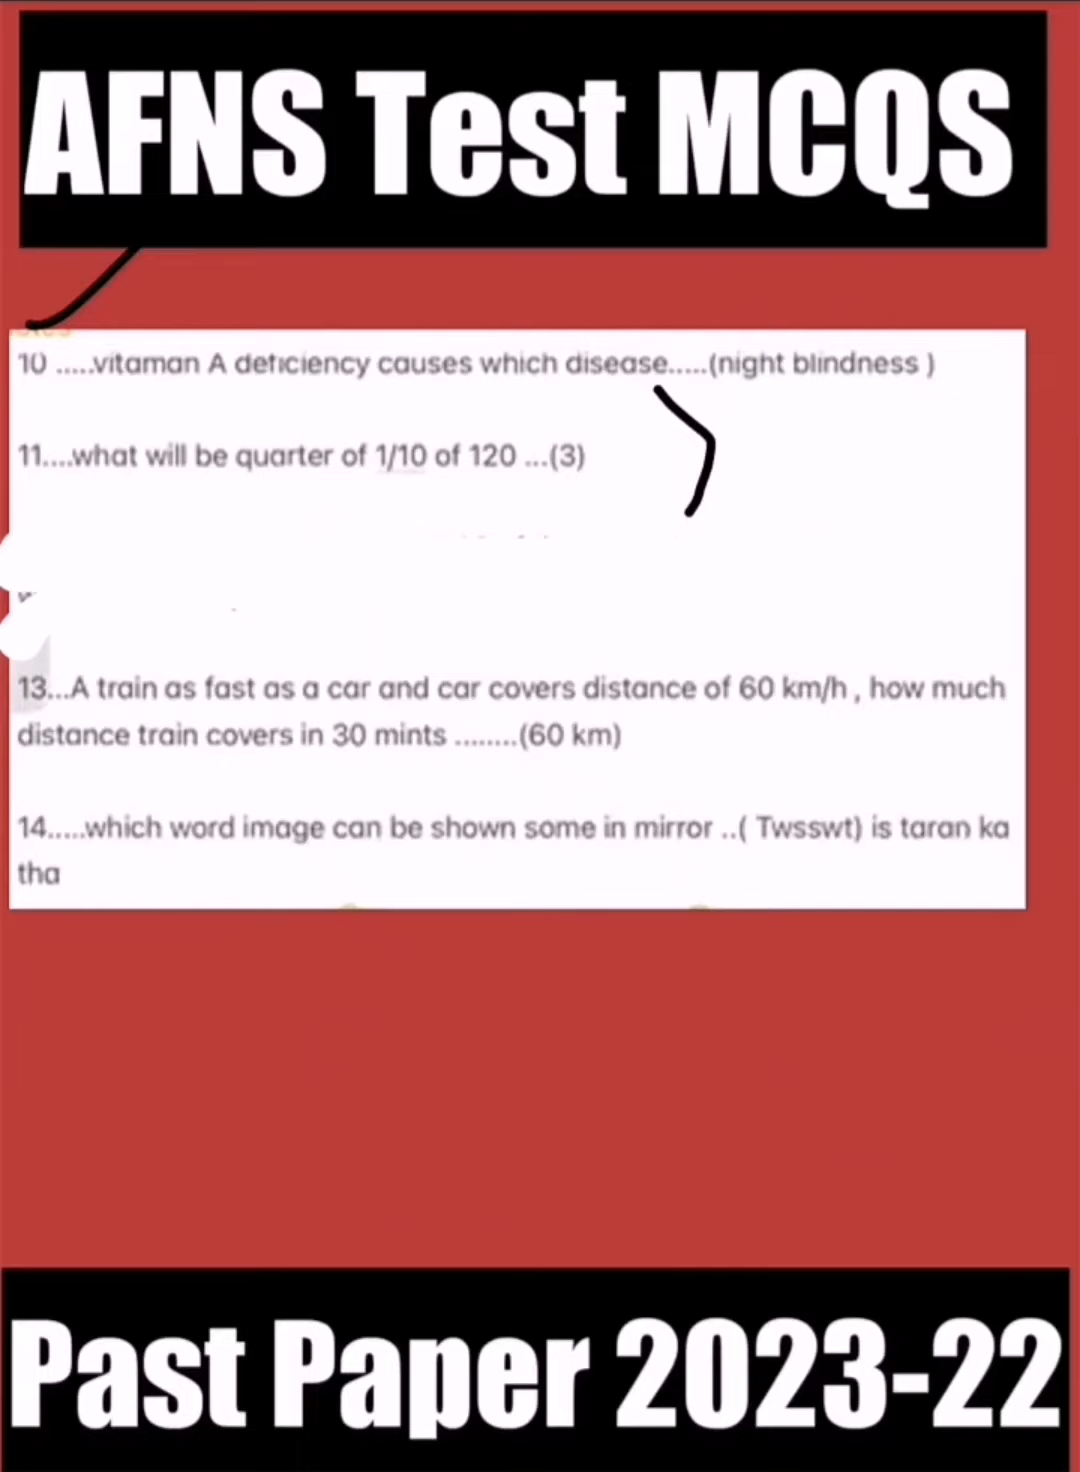 AFNS Test MCQS
10 .....vitaman A deficiency causes which disease.....(night blindness )
11....what will be quarter of 1/10 of 120 ...(3)
13...A train as fast as a car and car covers distance of 60 km/h , how much
distance train covers in 30 mints ........(60 km)
14.....which word image can be shown some in mirror ..( Twsswt) is taran ka
tha
Past Paper 2023-22